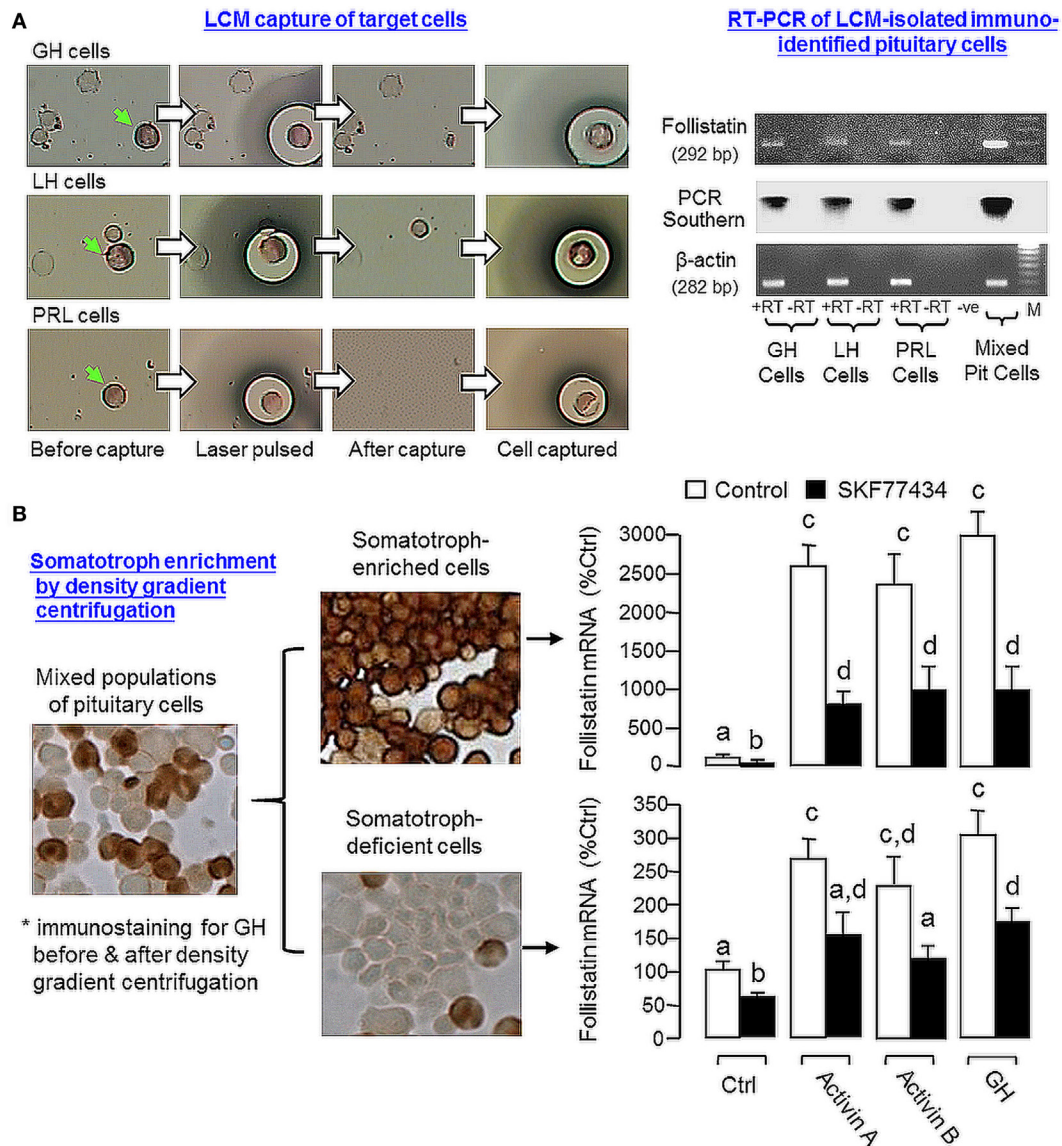 A
LCM capture of target cells
GH cells
LH cells
PRL cells
Before capture
Laser pulsed
After capture
Cell captured
RT-PCR of LCM-isolated immuno-
identified pituitary cells
Follistatin
(292 bp)
PCR
Southern
β-actin
(282 bp)
+RT -RT +RT -RT +RT -RT -ve M
GH
Cells
LH
Cells
PRL
Cells
Mixed
Pit Cells
B
Somatotroph enrichment
by density gradient
centrifugation
Mixed populations
of pituitary cells
* immunostaining for GH
before & after density
gradient centrifugation
Somatotroph-
enriched cells
Somatotroph-
deficient cells
Control SKF77434
Follistatin mRNA (%Ctrl)
3000
2500
1500
1000
500
0
a b c d c d c d
Follistatin mRNA (%Ctrl)
350
300
250
200
150
100
50
0
a b c a,d c,d a c d
Ctrl
Activin A
Activin B
GH